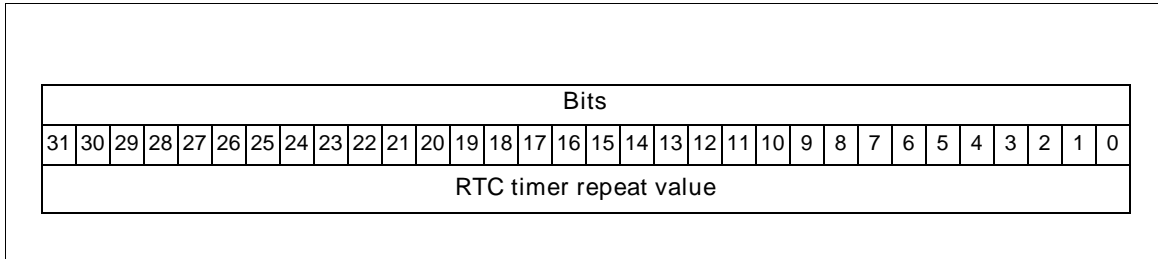 Bits
31 30 29 28 27 26 25 24 23 22 21 20 19 18 17 16 15 14 13 12 11 10 9 8 7 6 5 4 3 2 1 0
RTC timer repeat value